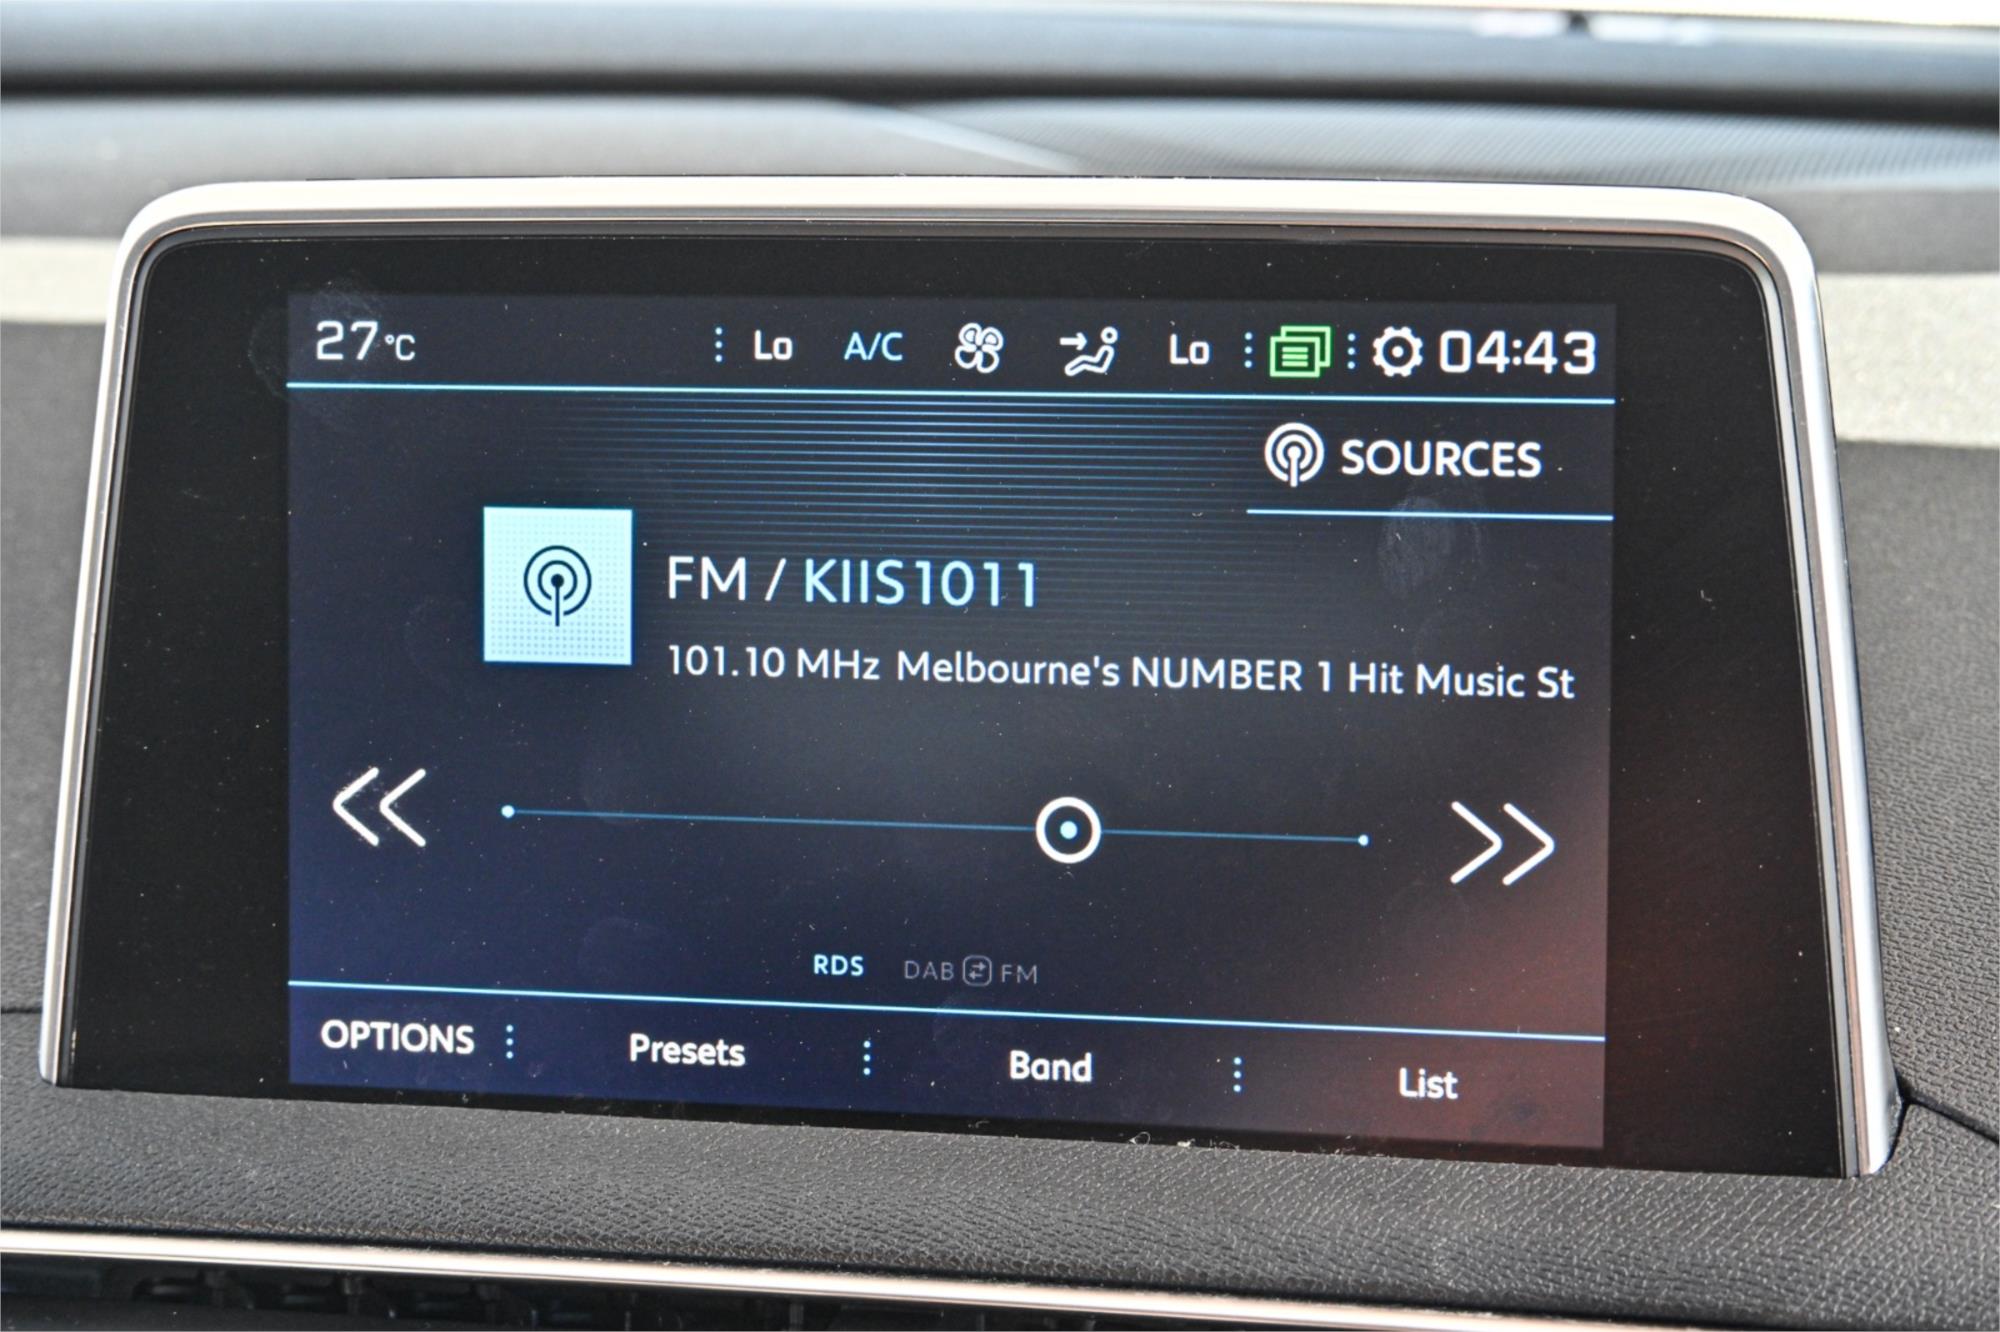 27 °C Lo A/C Lo 04:43
SOURCES
FM / KIIS1011
101.10 MHz Melbourne's NUMBER 1 Hit Music St
RDS DAB FM
OPTIONS Presets Band List